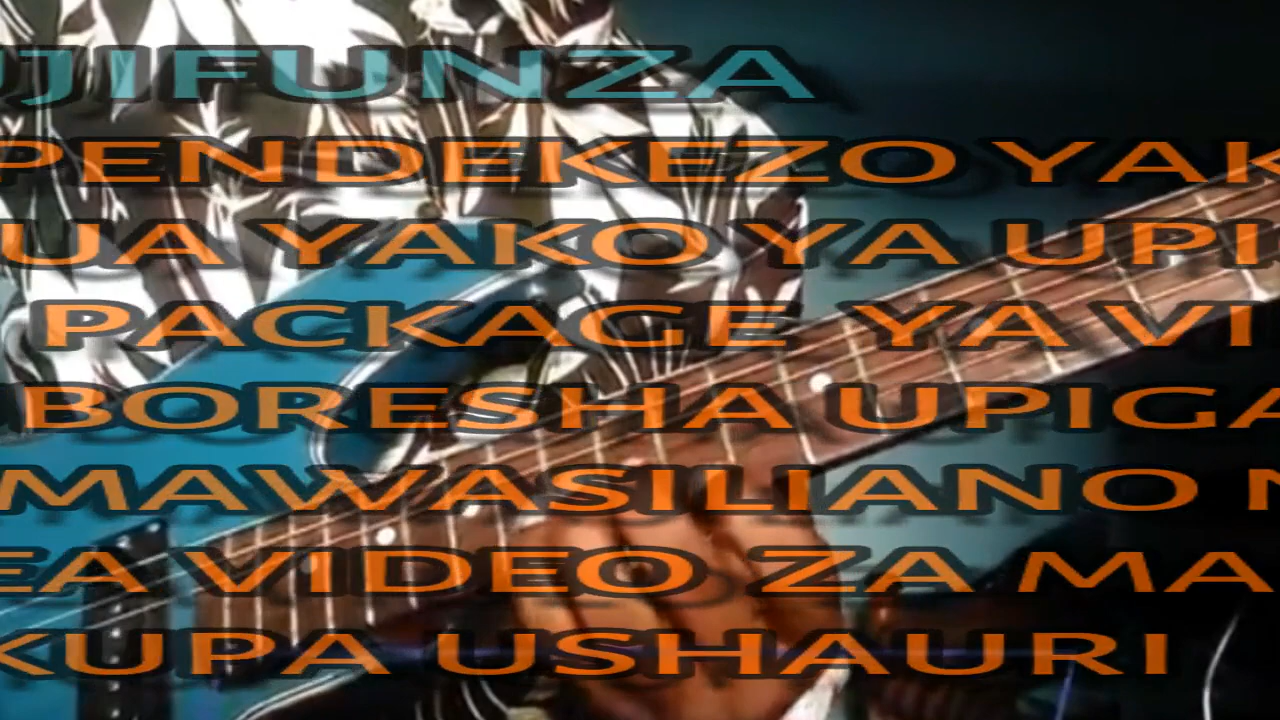 UJIFUNZA
PENDEKEZO YAK
UA YAKO YA UPI
PACKAGE YA VI
BORESHA UPIGA
MAWASILIANO N
EA VIDEO ZA MA
KUPA USHAURI